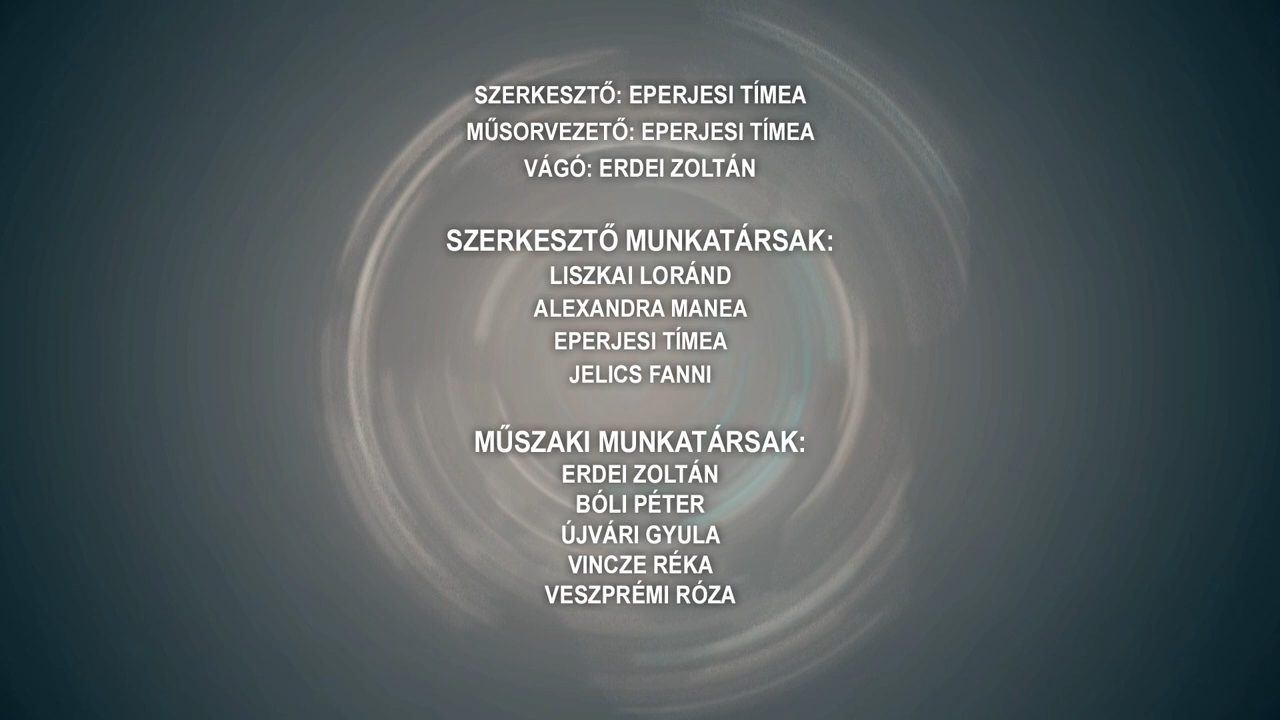 SZERKESZTŐ: EPERJESI TÍMEA
MŰSORVEZETŐ: EPERJESI TÍMEA
VÁGÓ: ERDEI ZOLTÁN
SZERKESZTŐ MUNKATÁRSAK:
LISZKAI LORÁND
ALEXANDRA MANEA
EPERJESI TÍMEA
JELICS FANNI
MŰSZAKI MUNKATÁRSAK:
ERDEI ZOLTÁN
BÓLI PÉTER
ÚJVÁRI GYULA
VINCZE RÉKA
VESZPRÉMI RÓZA